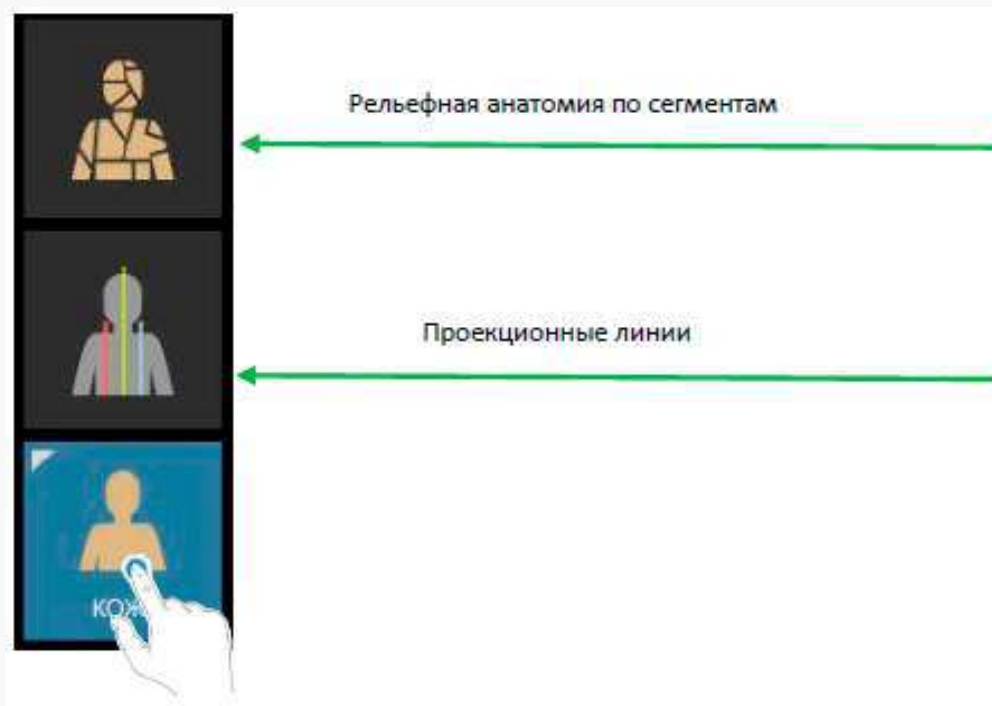 Рельефная анатомия по сегментам
Проекционные линии